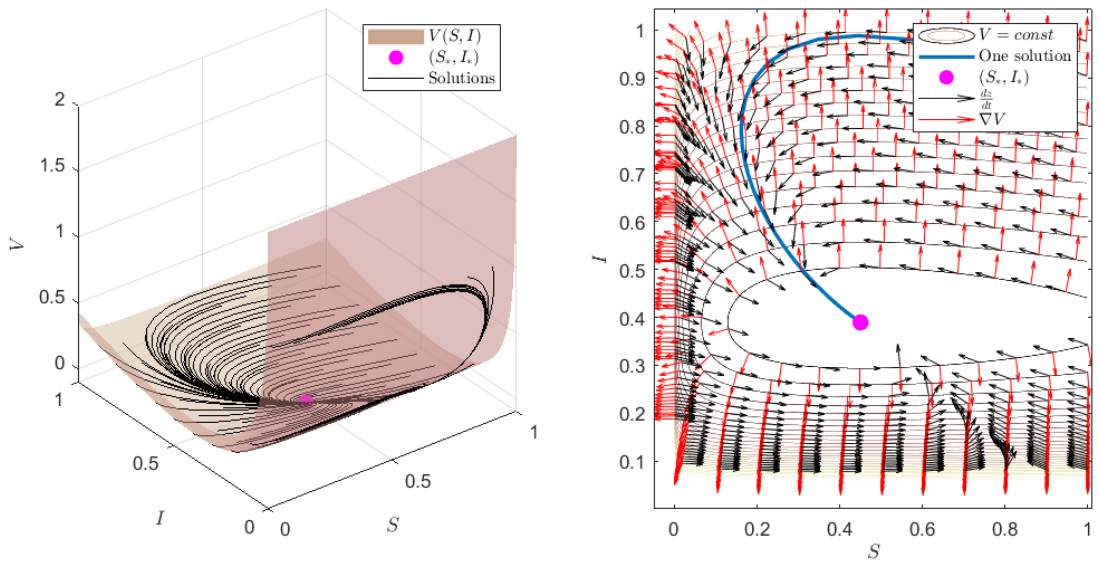 V(S, I)
(S*, I*)
Solutions
2
1.5
1
0.5
0
V
1
0.5
0
I
0
0.5
1
S
V = const
One solution
(S*, I*)
dz/dt
∇V
1
0.9
0.8
0.7
0.6
0.5
0.4
0.3
0.2
0.1
I
0
0.2
0.4
0.6
0.8
1
S